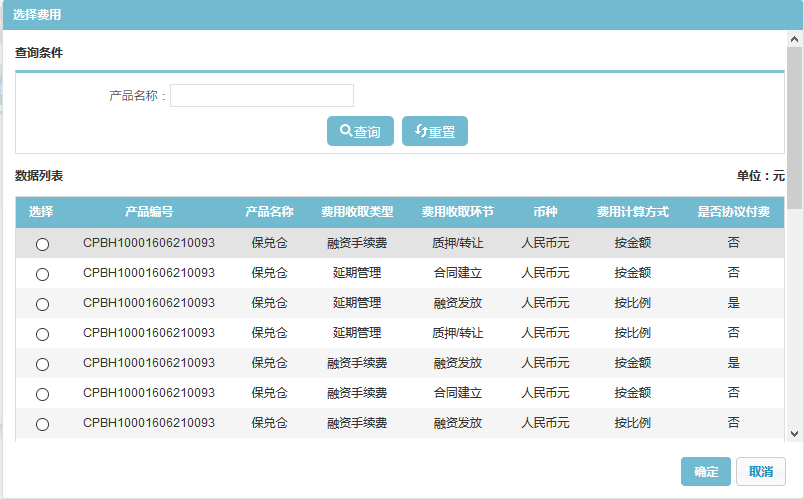 选择费用
查询条件
产品名称：
查询 重置
数据列表 单位：元
选择 产品编号 产品名称 费用收取类型 费用收取环节 币种 费用计算方式 是否协议付费
CPBH10001606210093 保兑仓 融资手续费 质押/转让 人民币元 按金额 否
CPBH10001606210093 保兑仓 延期管理 合同建立 人民币元 按金额 否
CPBH10001606210093 保兑仓 延期管理 融资发放 人民币元 按比例 是
CPBH10001606210093 保兑仓 延期管理 质押/转让 人民币元 按比例 否
CPBH10001606210093 保兑仓 融资手续费 融资发放 人民币元 按金额 是
CPBH10001606210093 保兑仓 融资手续费 合同建立 人民币元 按金额 否
CPBH10001606210093 保兑仓 融资手续费 融资发放 人民币元 按比例 否
确定 取消